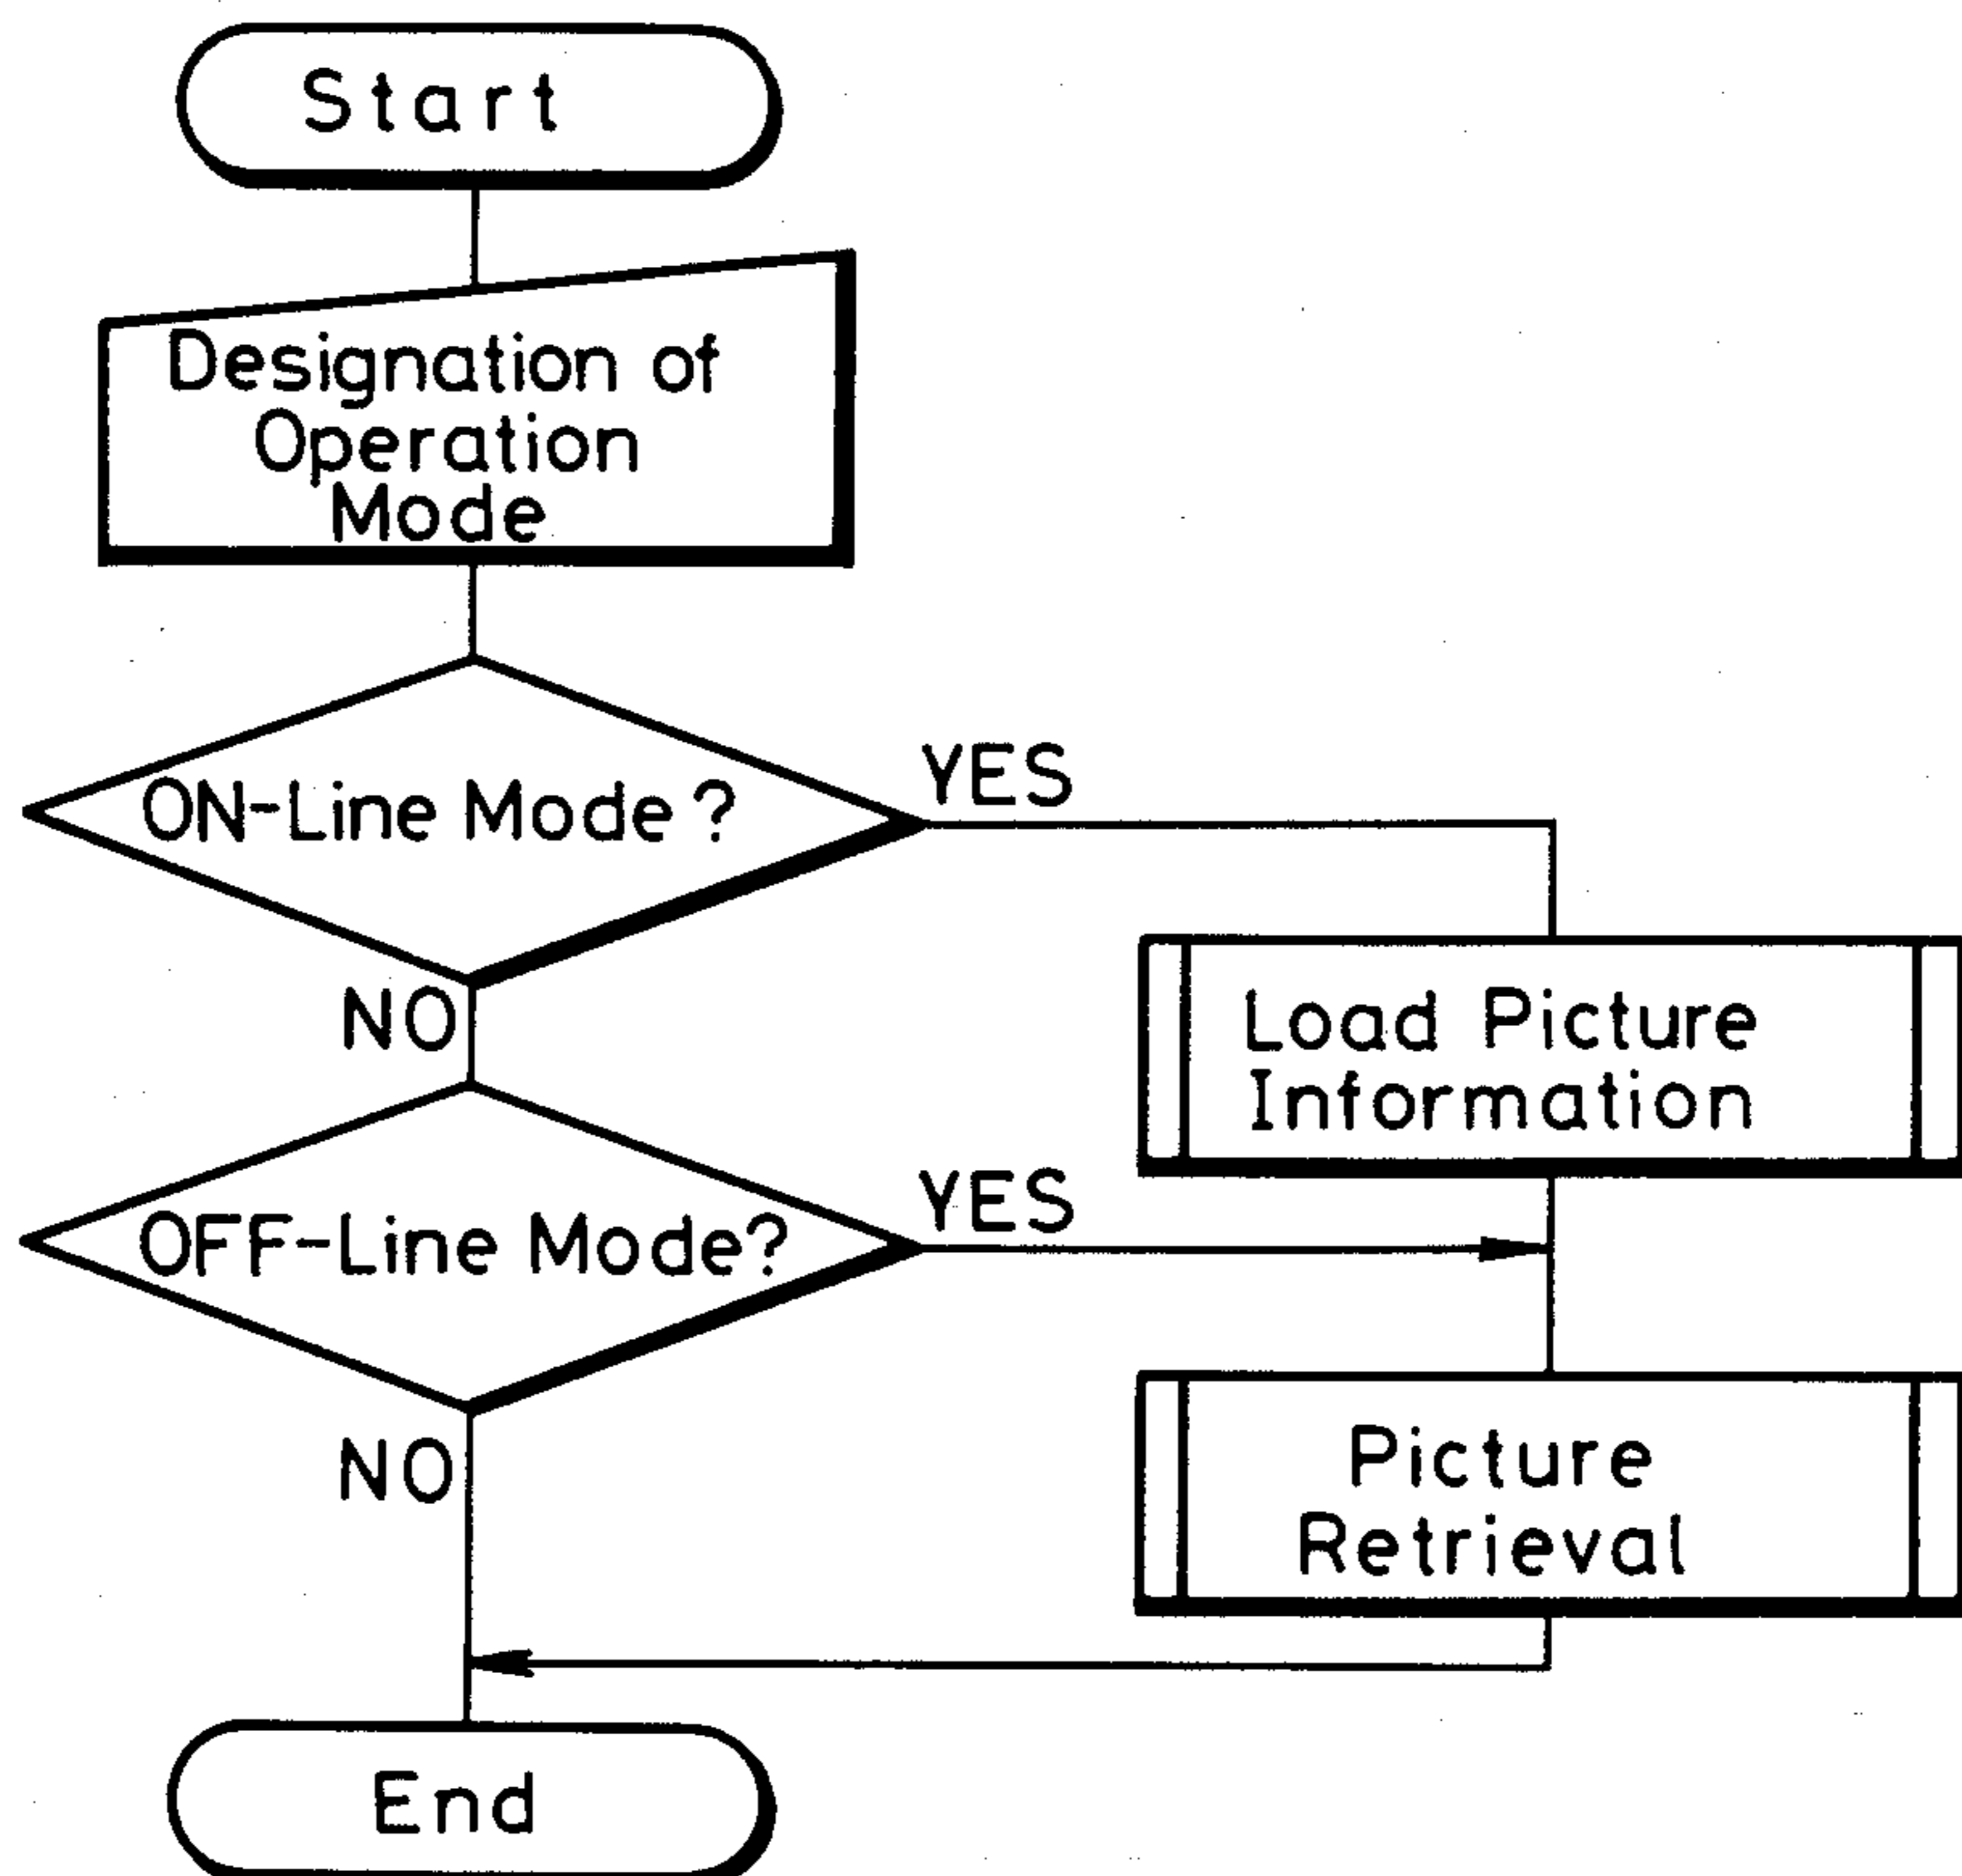 Start
Designation of
Operation
Mode
ON-Line Mode ?
YES
NO
Load Picture
Information
OFF-Line Mode?
YES
NO
Picture
Retrieval
End